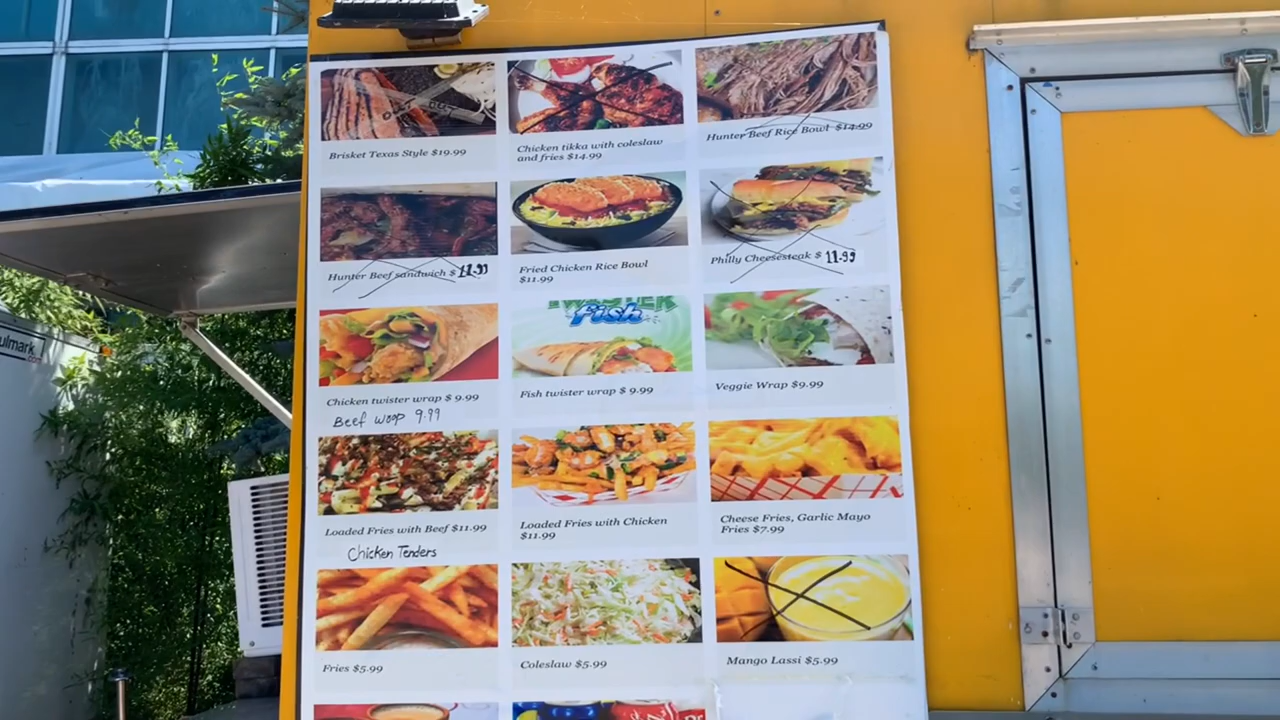 Brisket Texas Style $19.99
Chicken tikka with coleslaw
and fries $14.99
Hunter Beef Rice Bowl $14.99
Hunter Beef sandwich $ 11.99
Fried Chicken Rice Bowl
$11.99
Philly Cheesesteak $ 11.99
TWISTER
fish
Chicken twister wrap $ 9.99
Beef woop 9.99
Fish twister wrap $ 9.99
Veggie Wrap $9.99
Loaded Fries with Beef $11.99
Chicken Tenders
Loaded Fries with Chicken
$11.99
Cheese Fries, Garlic Mayo
Fries $7.99
Fries $5.99
Coleslaw $5.99
Mango Lassi $5.99
ulmark
.com